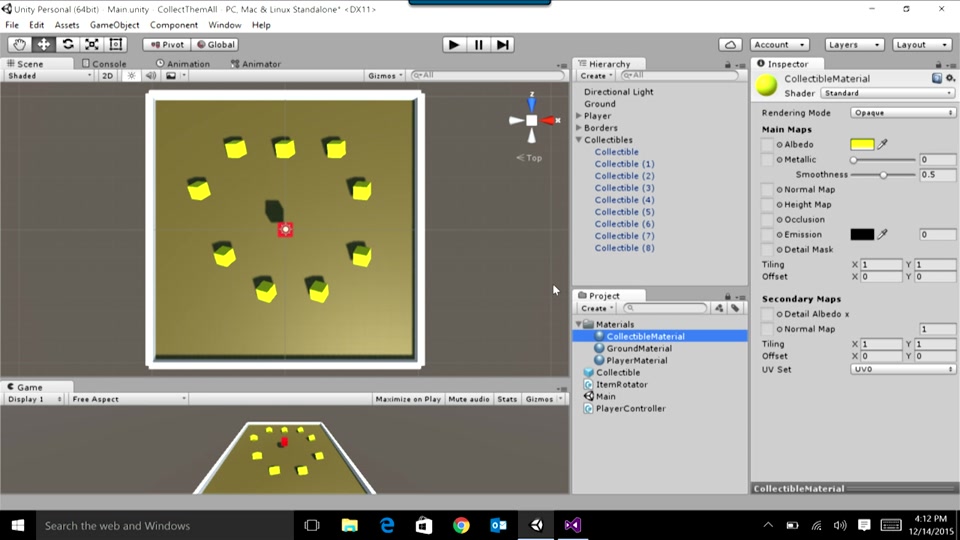 Unity Personal (64bit) - Main.unity - CollectThemAll - PC, Mac & Linux Standalone* <DX11>
File Edit Assets GameObject Component Window Help
Pivot Global Account Layers Layout
Scene Console Animation Animator
Shaded 2D Gizmos All
Top
Game
Display 1 Free Aspect Maximize on Play Mute audio Stats Gizmos
Hierarchy
Create All
Directional Light
Ground
Player
Borders
Collectibles
Collectible
Collectible (1)
Collectible (2)
Collectible (3)
Collectible (4)
Collectible (5)
Collectible (6)
Collectible (7)
Collectible (8)
Project
Create
Materials
CollectibleMaterial
GroundMaterial
PlayerMaterial
Collectible
ItemRotator
Main
PlayerController
Inspector
CollectibleMaterial
Shader Standard
Rendering Mode Opaque
Main Maps
Albedo
Metallic 0
Smoothness 0.5
Normal Map
Height Map
Occlusion
Emission 0
Detail Mask
Tiling X 1 Y 1
Offset X 0 Y 0
Secondary Maps
Detail Albedo x
Normal Map 1
Tiling X 1 Y 1
Offset X 0 Y 0
UV Set UV0
CollectibleMaterial
Search the web and Windows
4:12 PM
12/14/2015